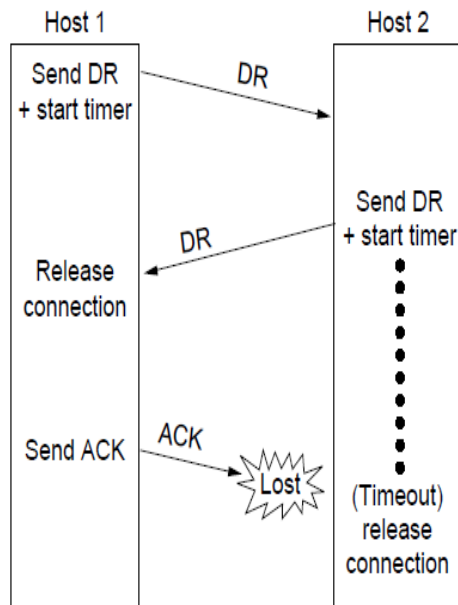 Host 1
Host 2
Send DR
+ start timer
DR
Send DR
+ start timer
DR
Release
connection
Send ACK
ACK
Lost
(Timeout)
release
connection